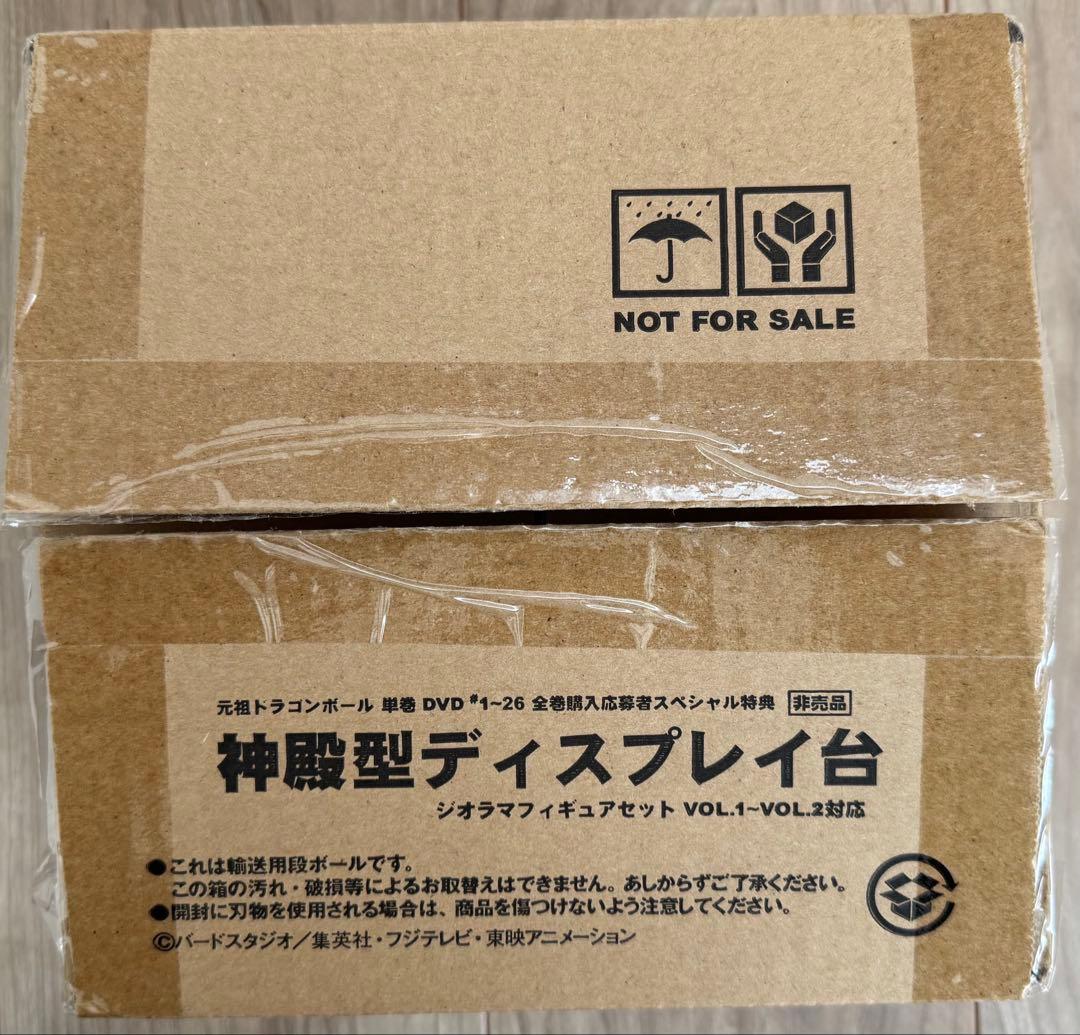 NOT FOR SALE
元祖ドラゴンボール 単巻 DVD #1~26 全巻購入応募者スペシャル特典 非売品
神殿型ディスプレイ台
ジオラマフィギュアセット VOL.1~VOL.2対応
●これは輸送用段ボールです。
この箱の汚れ・破損等によるお取替えはできません。あしからずご了承ください。
●開封に刃物を使用される場合は、商品を傷つけないよう注意してください。
©バードスタジオ/集英社・フジテレビ・東映アニメーション